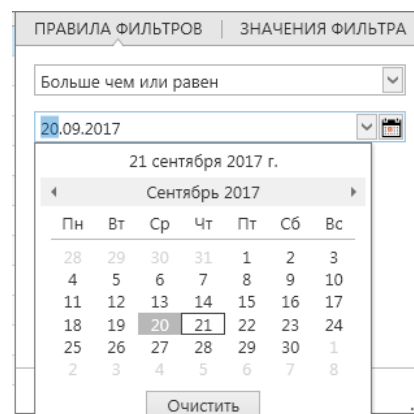 ПРАВИЛА ФИЛЬТРОВ | ЗНАЧЕНИЯ ФИЛЬТРА
Больше чем или равен
20.09.2017
21 сентября 2017 г.
Сентябрь 2017
Пн Вт Ср Чт Пт Сб Вс
28 29 30 31 1 2 3
4 5 6 7 8 9 10
11 12 13 14 15 16 17
18 19 20 21 22 23 24
25 26 27 28 29 30 1
2 3 4 5 6 7 8
Очистить